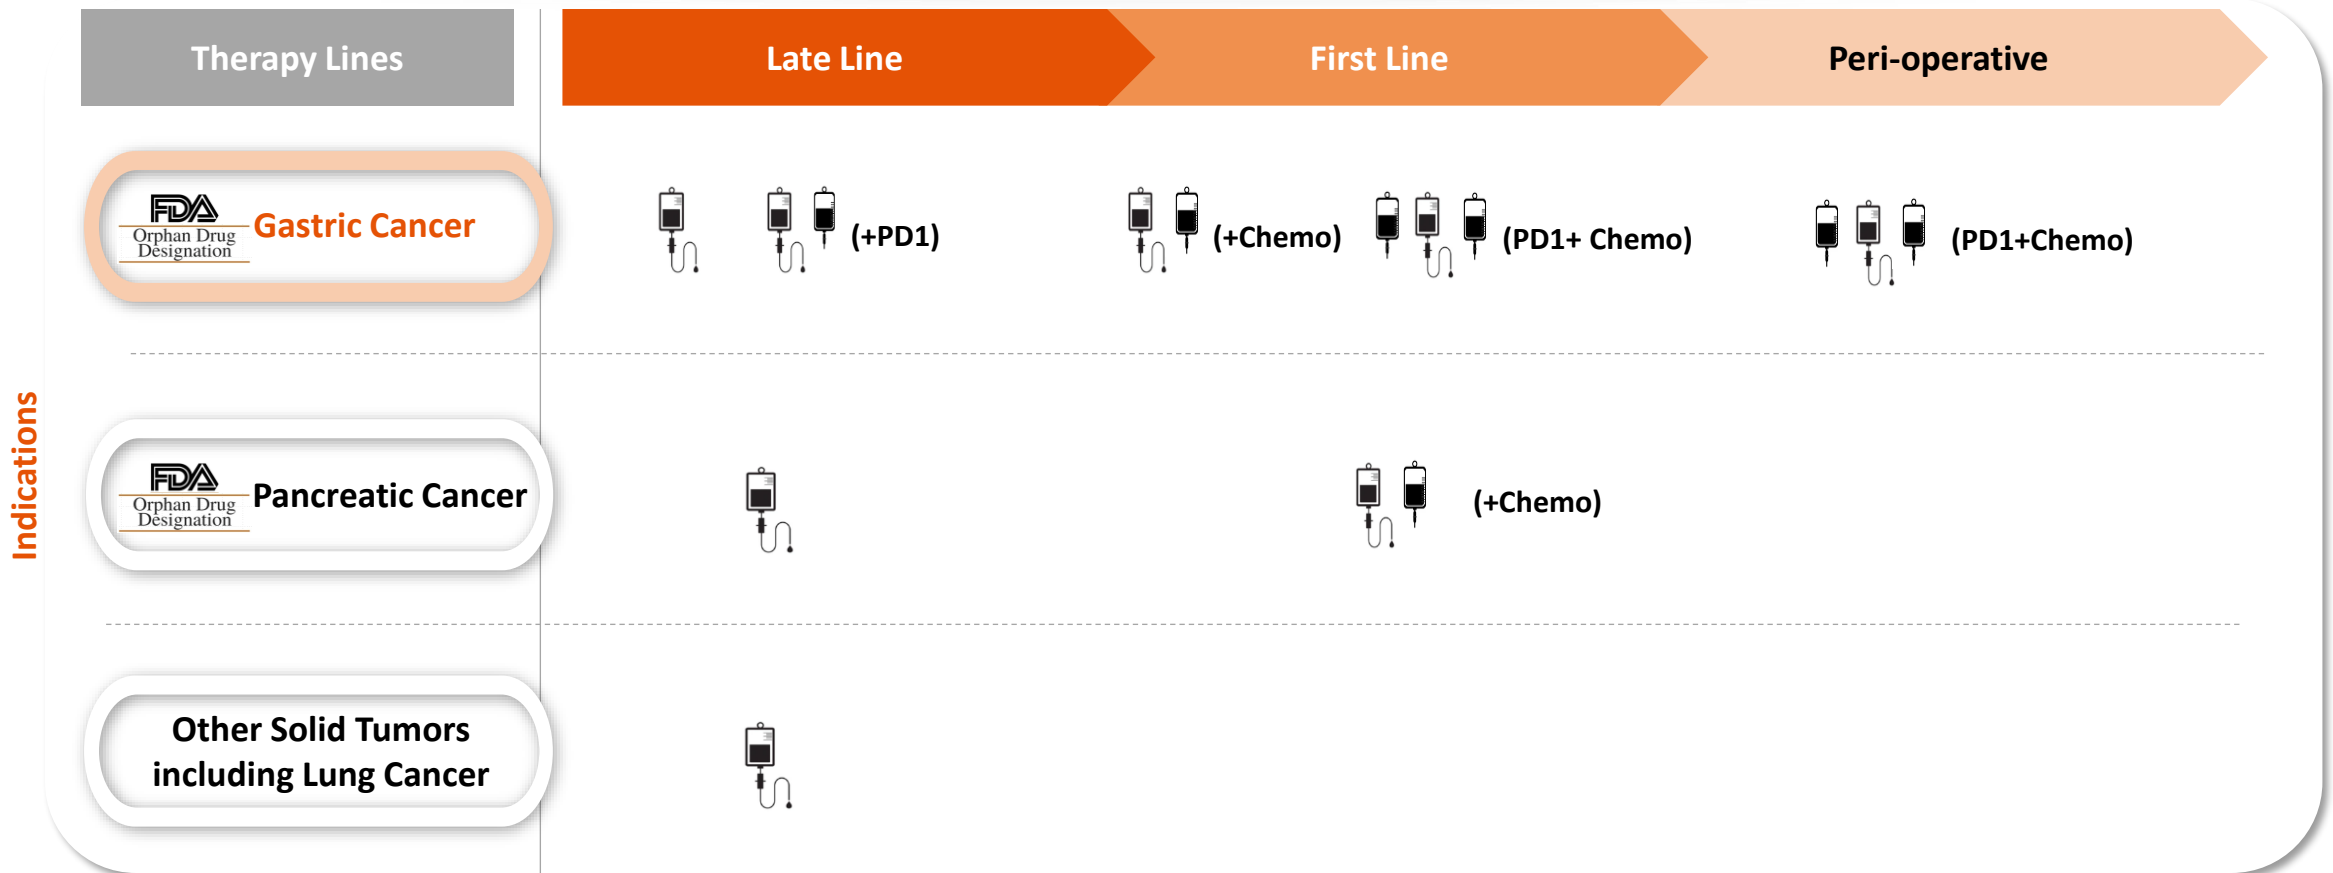 Therapy Lines
Late Line
First Line
Peri-operative
Indications
FDA
Orphan Drug
Designation
Gastric Cancer
(+PD1)
(+Chemo)
(PD1+ Chemo)
(PD1+Chemo)
FDA
Orphan Drug
Designation
Pancreatic Cancer
(+Chemo)
Other Solid Tumors
including Lung Cancer